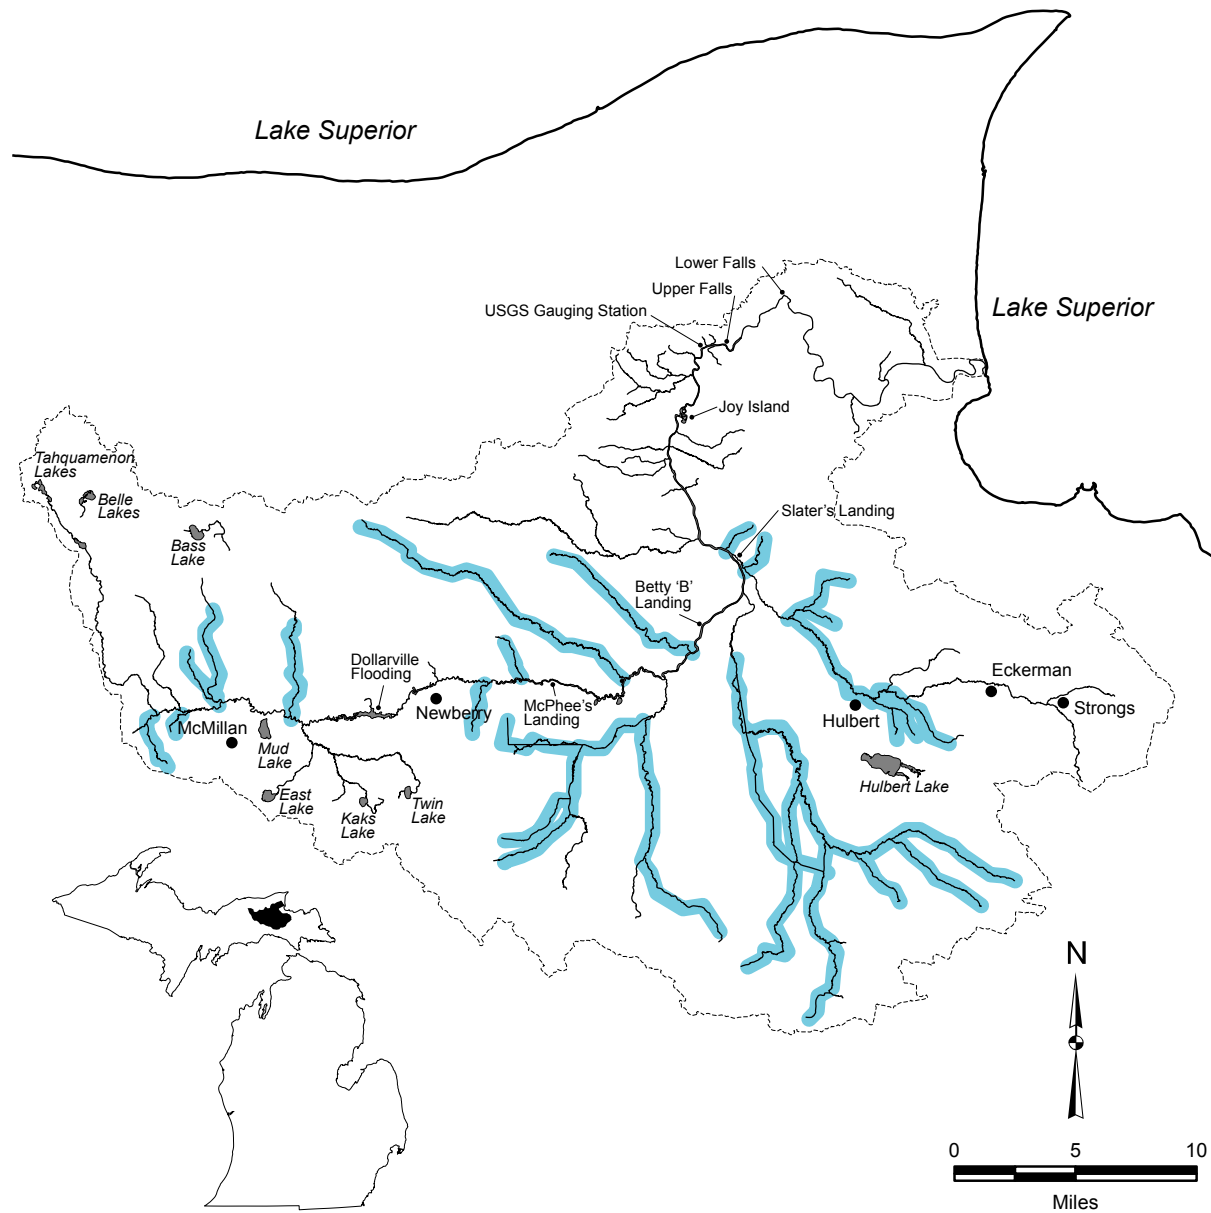 Lake Superior
Lower Falls
Upper Falls
USGS Gauging Station
Lake Superior
Joy Island
Tahquamenon
Lakes
Belle
Lakes
Bass
Lake
Slater's Landing
Betty 'B'
Landing
Dollarville
Flooding
Eckerman
McMillan
Newberry
McPhee's
Landing
Hulbert
Strongs
Mud
Lake
East
Lake
Kaks
Lake
Twin
Lake
Hulbert Lake
N
0 5 10
Miles